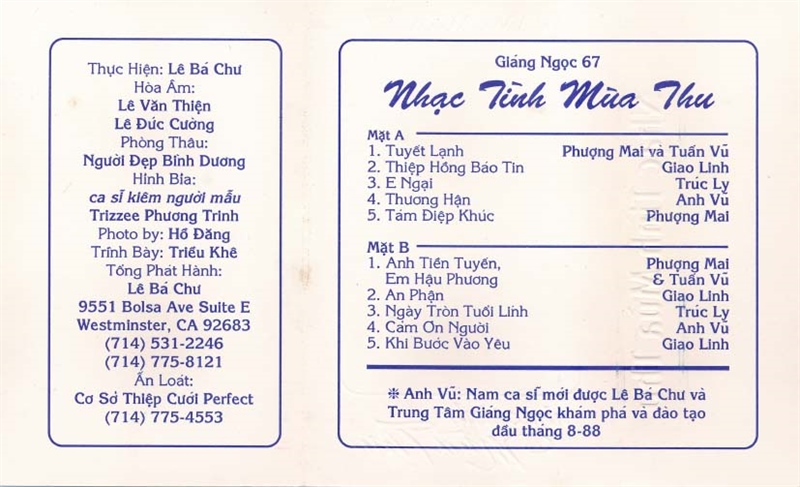 Thực Hiện: Lê Bá Chư
Hòa Âm:
Lê Văn Thiện
Lê Đức Cường
Phòng Thâu:
Người Đẹp Bình Dương
Hình Bìa:
ca sĩ kiêm người mẫu
Trizzee Phương Trinh
Photo by: Hồ Đăng
Trình Bày: Triều Khê
Tổng Phát Hành:
Lê Bá Chư
9551 Bolsa Ave Suite E
Westminster, CA 92683
(714) 531-2246
(714) 775-8121
Ấn Loát:
Cơ Sở Thiệp Cưới Perfect
(714) 775-4553
Giáng Ngọc 67
Nhạc Tình Mùa Thu
Mặt A
1. Tuyết Lạnh Phượng Mai và Tuấn Vũ
2. Thiệp Hồng Báo Tin Giao Linh
3. E Ngại Trúc Ly
4. Thương Hận Anh Vũ
5. Tám Điệp Khúc Phượng Mai
Mặt B
1. Anh Tiền Tuyến, Phượng Mai
Em Hậu Phương & Tuấn Vũ
2. An Phận Giao Linh
3. Ngày Tròn Tuổi Lính Trúc Ly
4. Cám Ơn Người Anh Vũ
5. Khi Bước Vào Yêu Giao Linh
※ Anh Vũ: Nam ca sĩ mới được Lê Bá Chư và
Trung Tâm Giáng Ngọc khám phá và đào tạo
đầu tháng 8-88